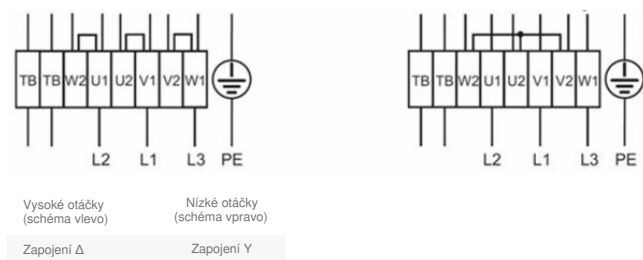 TB TB W2 U1 U2 V1 V2 W1
L2 L1 L3 PE
TB TB W2 U1 U2 V1 V2 W1
L2 L1 L3 PE
Vysoké otáčky
(schéma vlevo)
Nízké otáčky
(schéma vpravo)
Zapojení Δ
Zapojení Y